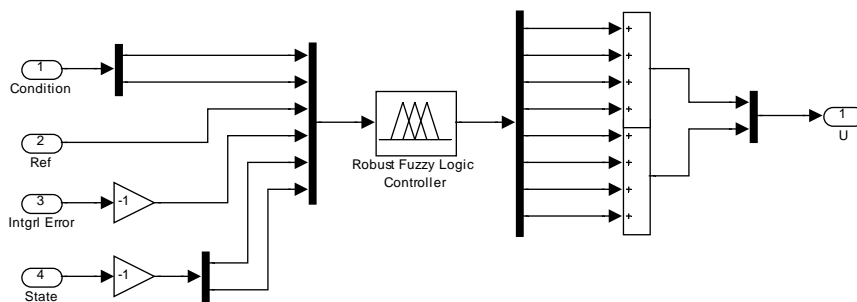 1
Condition
2
Ref
3
Intgrl Error
-1
4
State
-1
Robust Fuzzy Logic
Controller
+
+
+
+
+
+
+
+
1
U